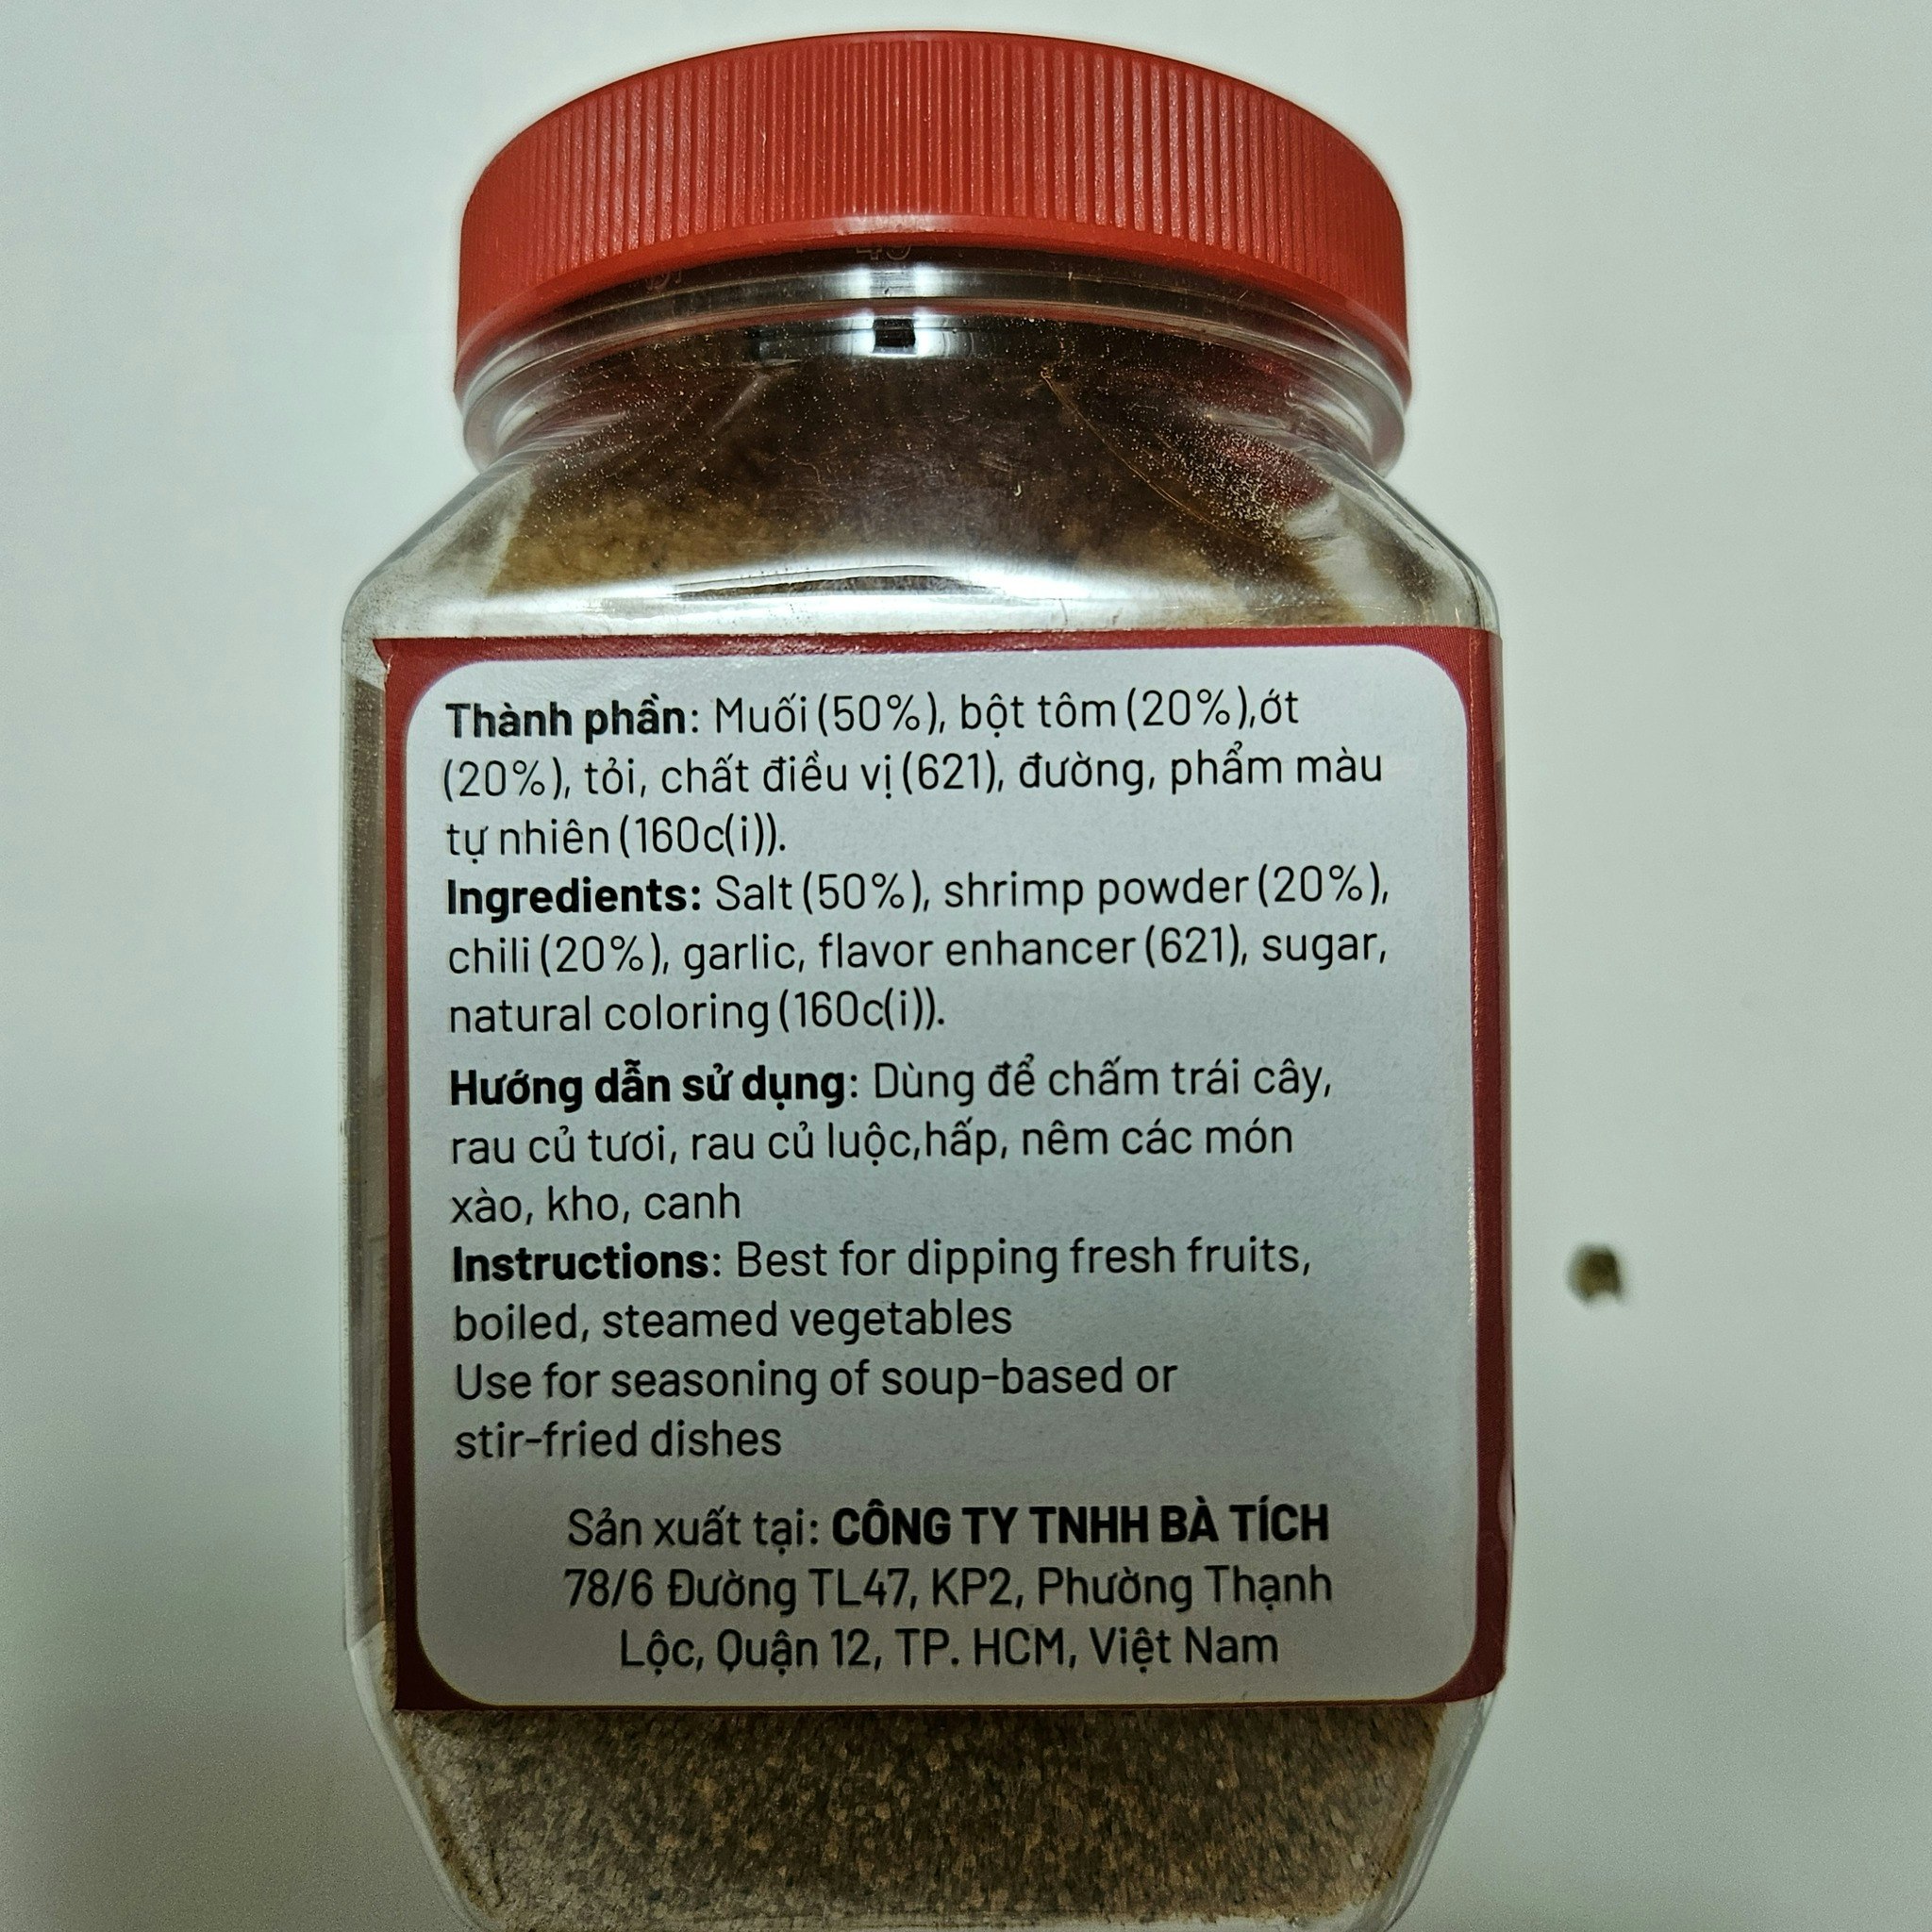 Thành phần: Muối (50%), bột tôm (20%),ớt
(20%), tỏi, chất điều vị (621), đường, phẩm màu
tự nhiên (160c(i)).
Ingredients: Salt (50%), shrimp powder (20%),
chili (20%), garlic, flavor enhancer (621), sugar,
natural coloring (160c(i)).
Hướng dẫn sử dụng: Dùng để chấm trái cây,
rau củ tươi, rau củ luộc,hấp, nêm các món
xào, kho, canh
Instructions: Best for dipping fresh fruits,
boiled, steamed vegetables
Use for seasoning of soup-based or
stir-fried dishes
Sản xuất tại: CÔNG TY TNHH BÀ TÍCH
78/6 Đường TL47, KP2, Phường Thạnh
Lộc, Quận 12, TP. HCM, Việt Nam